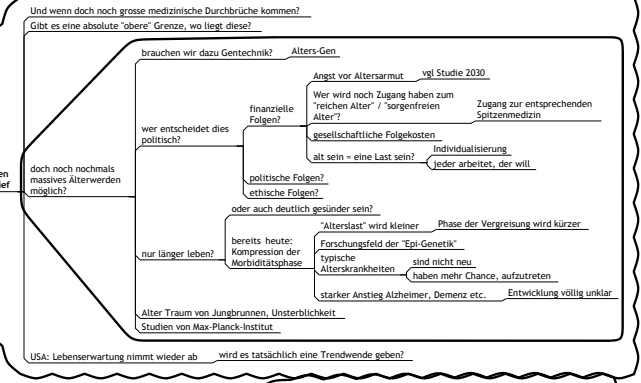 Und wenn doch noch grosse medizinische Durchbrüche kommen?
Gibt es eine absolute "obere" Grenze, wo liegt diese?
doch noch nochmals
massives Älterwerden
möglich?
brauchen wir dazu Gentechnik?
Alters-Gen
wer entscheidet dies
politisch?
finanzielle
Folgen?
Angst vor Altersarmut
vgl Studie 2030
Wer wird noch Zugang haben zum
"reichen Alter" / "sorgenfreien
Alter"?
Zugang zur entsprechenden
Spitzenmedizin
gesellschaftliche Folgekosten
alt sein = eine Last sein?
Individualisierung
jeder arbeitet, der will
politische Folgen?
ethische Folgen?
nur länger leben?
oder auch deutlich gesünder sein?
bereits heute:
Kompression der
Morbiditätsphase
"Alterslast" wird kleiner
Phase der Vergreisung wird kürzer
Forschungsfeld der "Epi-Genetik"
typische
Alterskrankheiten
sind nicht neu
haben mehr Chance, aufzutreten
starker Anstieg Alzheimer, Demenz etc.
Entwicklung völlig unklar
Alter Traum von Jungbrunnen, Unsterblichkeit
Studien von Max-Planck-Institut
USA: Lebenserwartung nimmt wieder ab
wird es tatsächlich eine Trendwende geben?